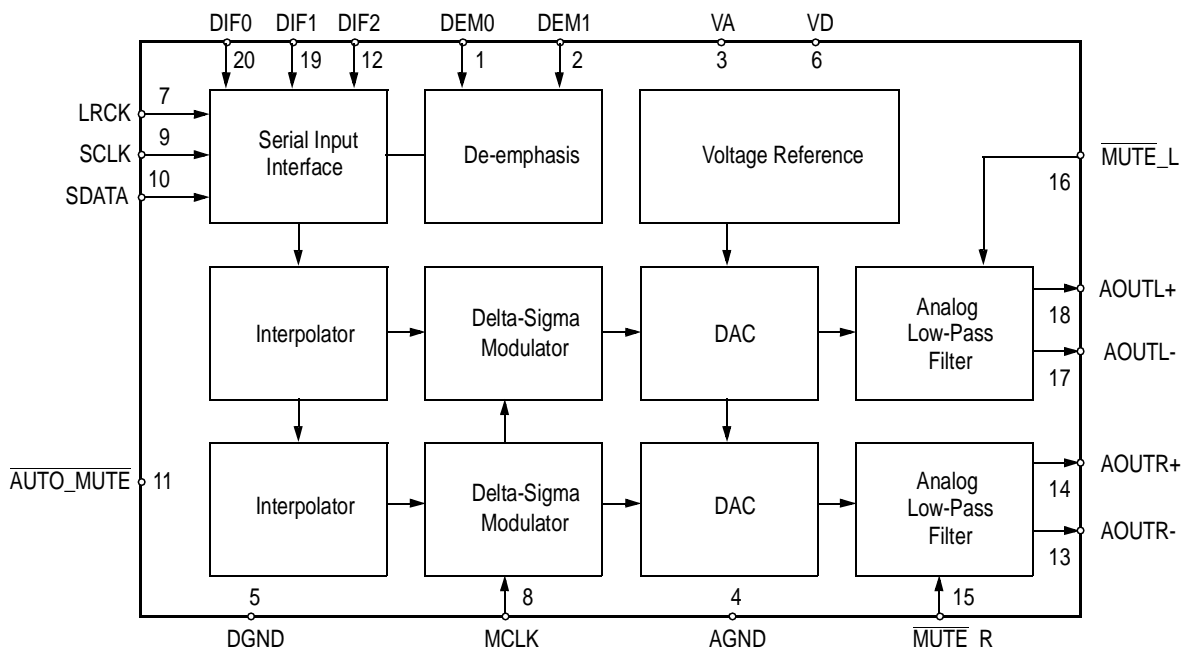 DIF0 DIF1 DIF2 DEM0 DEM1 VA VD
20 19 12 1 2 3 6
LRCK 7
SCLK 9
SDATA 10
Serial Input
Interface
De-emphasis
Voltage Reference
MUTE_L
16
Interpolator
Delta-Sigma
Modulator
DAC
Analog
Low-Pass
Filter
AOUTL+
18
AOUTL-
17
AUTO_MUTE 11
Interpolator
Delta-Sigma
Modulator
DAC
Analog
Low-Pass
Filter
AOUTR+
14
AOUTR-
13
5 8 4 15
DGND MCLK AGND MUTE R